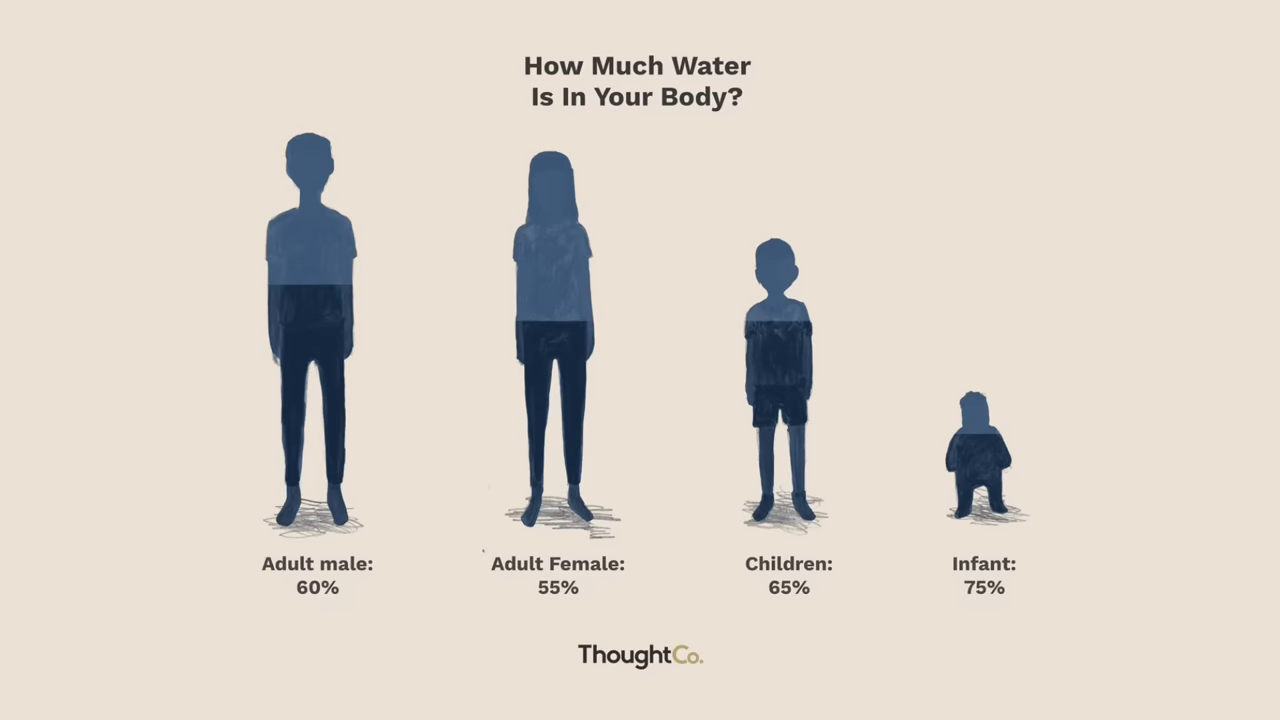 How Much Water
Is In Your Body?
Adult male:
60%
Adult Female:
55%
Children:
65%
Infant:
75%
ThoughtCo.